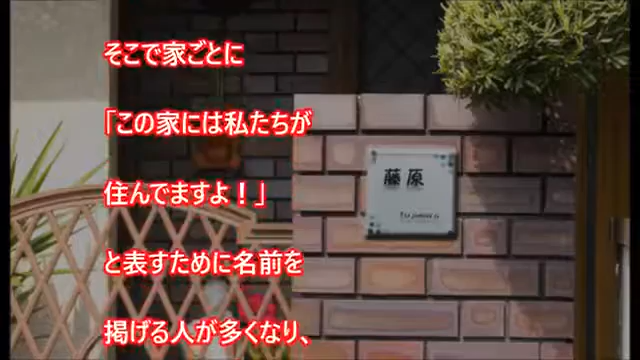 そこで家ごとに
「この家には私たちが
住んでますよ！」
と表すために名前を
掲げる人が多くなり、
藤原